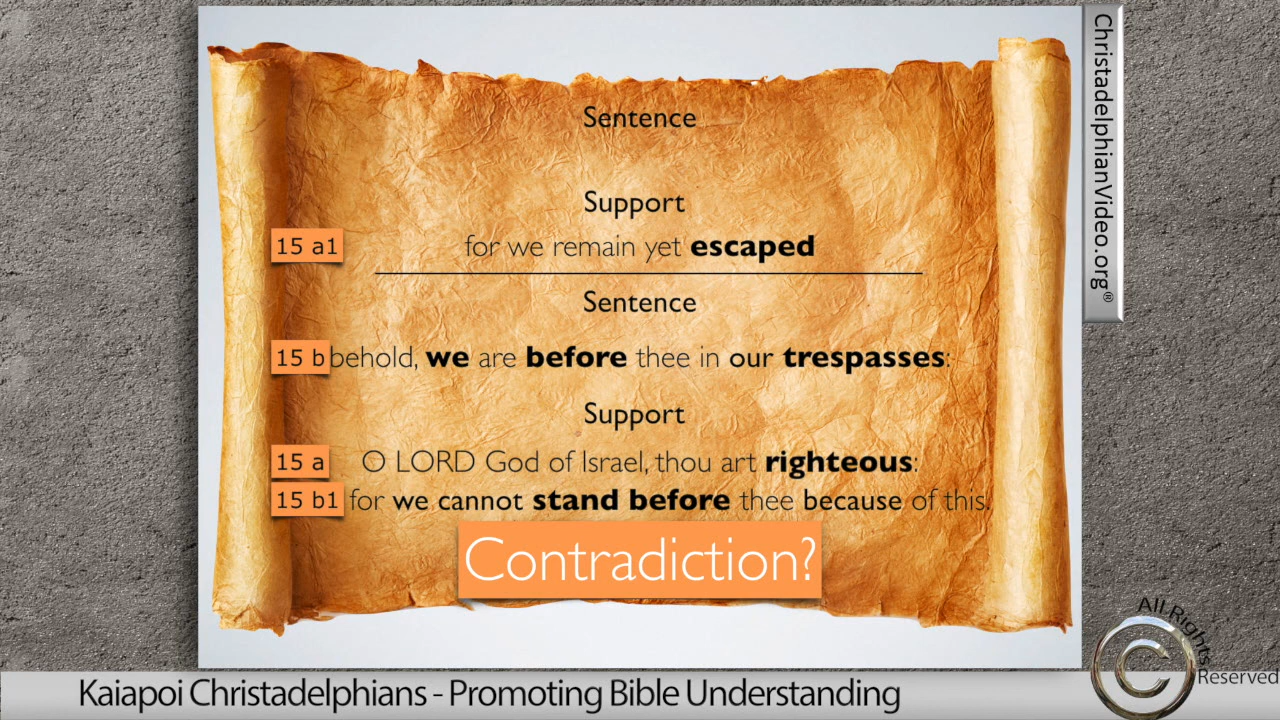 Sentence
Support
15 a1 for we remain yet escaped
Sentence
15 b behold, we are before thee in our trespasses:
Support
15 a O LORD God of Israel, thou art righteous:
15 b1 for we cannot stand before thee because of this.
Contradiction?
ChristadelphianVideo.org®
All Rights
C
Reserved
Kaiapoi Christadelphians - Promoting Bible Understanding